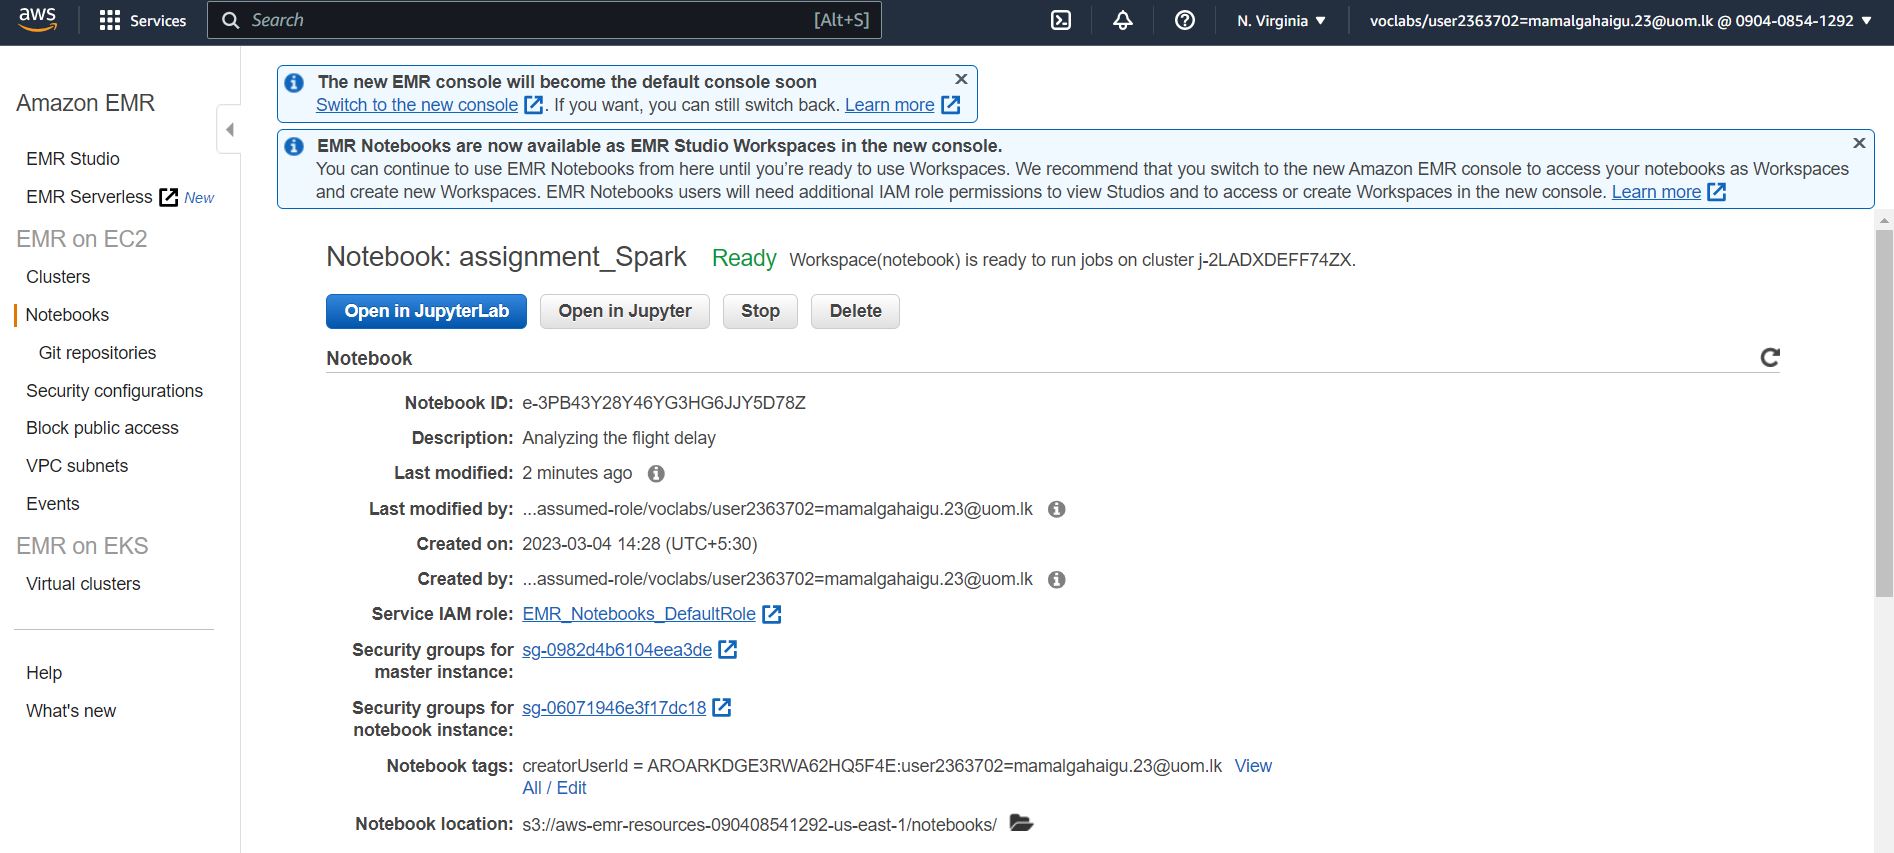 aws
Services
Search [Alt+S]
N. Virginia
voclabs/user2363702=mamalgahaigu.23@uom.lk @ 0904-0854-1292
Amazon EMR
EMR Studio
EMR Serverless New
EMR on EC2
Clusters
Notebooks
Git repositories
Security configurations
Block public access
VPC subnets
Events
EMR on EKS
Virtual clusters
Help
What's new
The new EMR console will become the default console soon
Switch to the new console . If you want, you can still switch back. Learn more
EMR Notebooks are now available as EMR Studio Workspaces in the new console.
You can continue to use EMR Notebooks from here until you’re ready to use Workspaces. We recommend that you switch to the new Amazon EMR console to access your notebooks as Workspaces
and create new Workspaces. EMR Notebooks users will need additional IAM role permissions to view Studios and to access or create Workspaces in the new console. Learn more
Notebook: assignment_Spark Ready Workspace(notebook) is ready to run jobs on cluster j-2LADXDEFF74ZX.
Open in JupyterLab Open in Jupyter Stop Delete
Notebook
Notebook ID: e-3PB43Y28Y46YG3HG6JJY5D78Z
Description: Analyzing the flight delay
Last modified: 2 minutes ago
Last modified by: ...assumed-role/voclabs/user2363702=mamalgahaigu.23@uom.lk
Created on: 2023-03-04 14:28 (UTC+5:30)
Created by: ...assumed-role/voclabs/user2363702=mamalgahaigu.23@uom.lk
Service IAM role: EMR_Notebooks_DefaultRole
Security groups for sg-0982d4b6104eea3de
master instance:
Security groups for sg-06071946e3f17dc18
notebook instance:
Notebook tags: creatorUserId = AROARKDGE3RWA62HQ5F4E:user2363702=mamalgahaigu.23@uom.lk View
All / Edit
Notebook location: s3://aws-emr-resources-090408541292-us-east-1/notebooks/